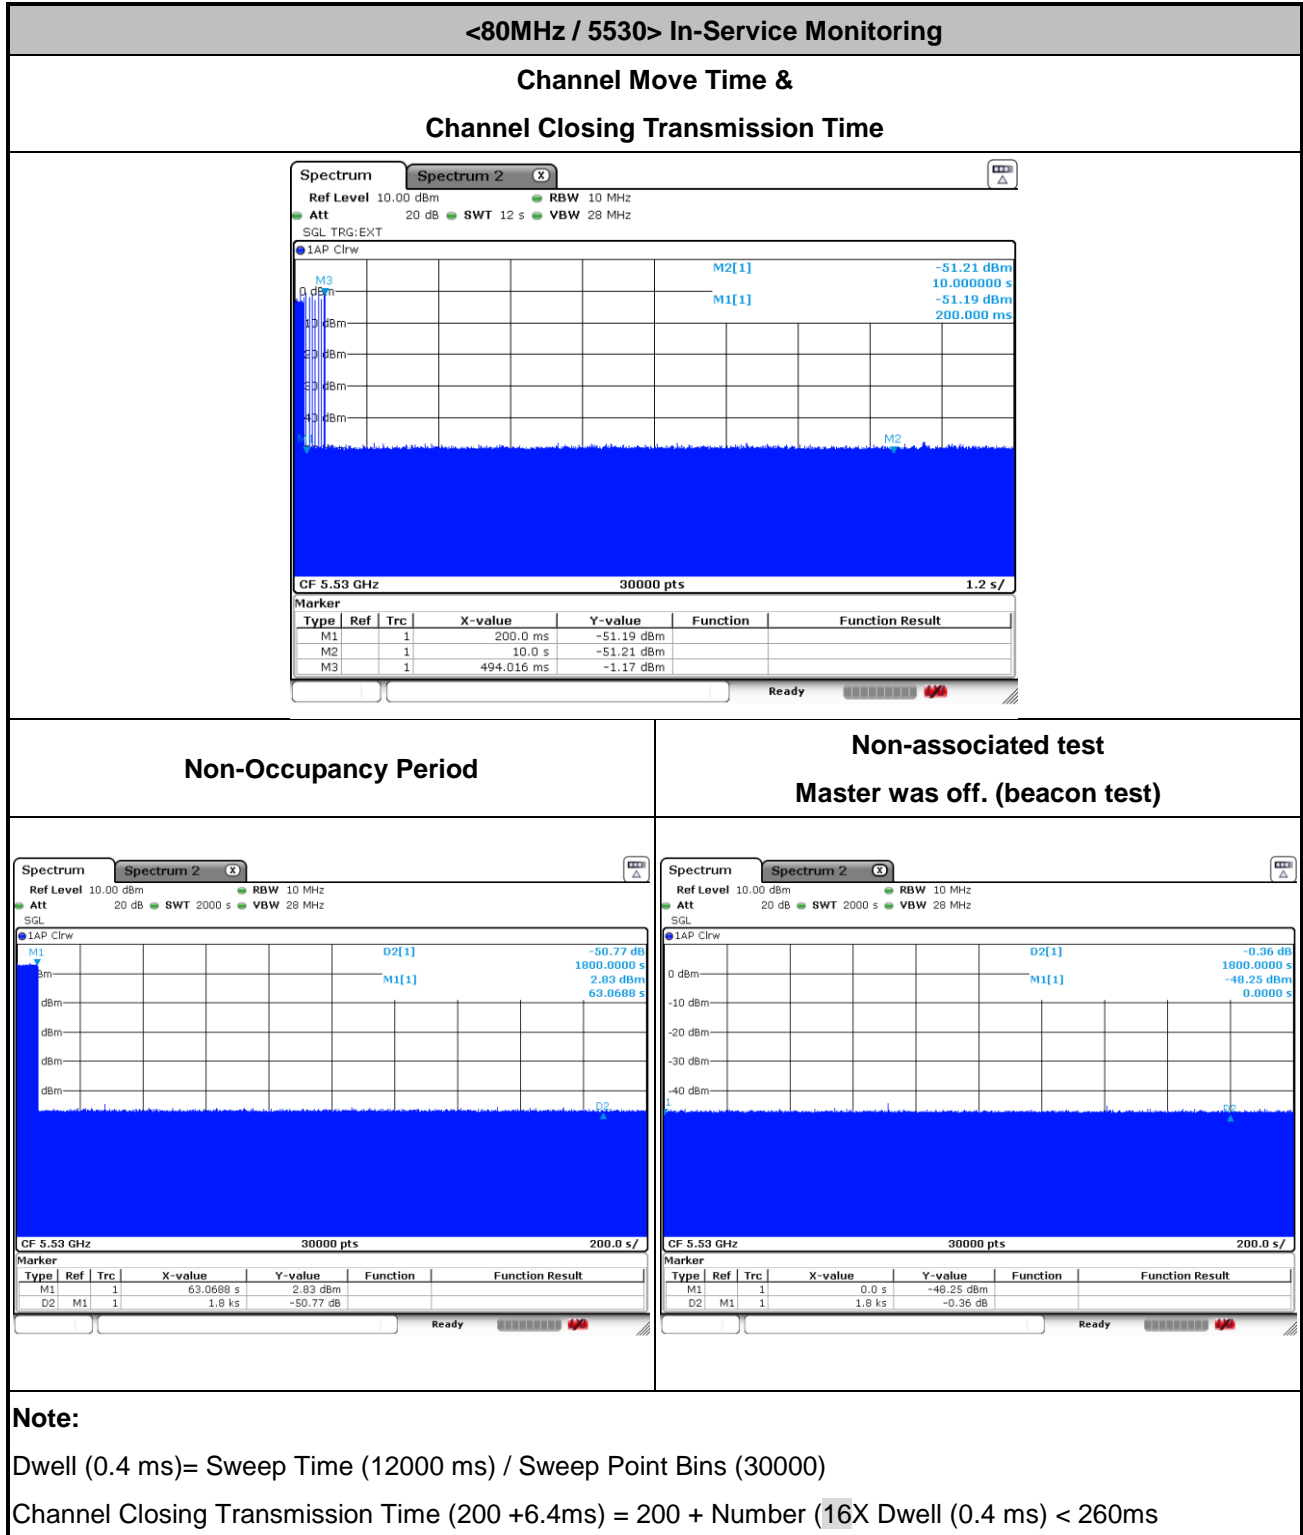 <80MHz / 5530> In-Service Monitoring
Channel Move Time &
Channel Closing Transmission Time
Spectrum
Spectrum 2
Ref Level 10.00 dBm RBW 10 MHz
Att 20 dB SWT 12 s VBW 28 MHz
SGL TRG:EXT
1AP Clrw
M2[1] -51.21 dBm
10.000000 s
M1[1] -51.19 dBm
200.000 ms
M3
0 dBm
dBm
dBm
dBm
dBm
M2
CF 5.53 GHz 30000 pts 1.2 s/
Marker
Type Ref Trc X-value Y-value Function Function Result
M1 1 200.0 ms -51.19 dBm
M2 1 10.0 s -51.21 dBm
M3 1 494.016 ms -1.17 dBm
Ready
Non-Occupancy Period
Non-associated test
Master was off. (beacon test)
Spectrum
Spectrum 2
Ref Level 10.00 dBm RBW 10 MHz
Att 20 dB SWT 2000 s VBW 28 MHz
SGL
1AP Clrw
M1
D2[1] -50.77 dB
1800.0000 s
M1[1] 2.83 dBm
63.0688 s
dBm
dBm
dBm
dBm
D2
CF 5.53 GHz 30000 pts 200.0 s/
Marker
Type Ref Trc X-value Y-value Function Function Result
M1 1 63.0688 s 2.83 dBm
D2 M1 1 1.8 ks -50.77 dB
Ready
Spectrum
Spectrum 2
Ref Level 10.00 dBm RBW 10 MHz
Att 20 dB SWT 2000 s VBW 28 MHz
SGL
1AP Clrw
D2[1] -0.36 dB
1800.0000 s
M1[1] -48.25 dBm
0.0000 s
0 dBm
-10 dBm
-20 dBm
-30 dBm
-40 dBm
1
D2
CF 5.53 GHz 30000 pts 200.0 s/
Marker
Type Ref Trc X-value Y-value Function Function Result
M1 1 0.0 s -48.25 dBm
D2 M1 1 1.8 ks -0.36 dB
Ready
Note:
Dwell (0.4 ms)= Sweep Time (12000 ms) / Sweep Point Bins (30000)
Channel Closing Transmission Time (200 +6.4ms) = 200 + Number (16X Dwell (0.4 ms) < 260ms